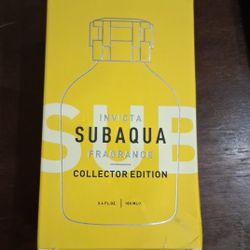 SUB
INVICTA
SUBAQUA
FRAGRANCE
COLLECTOR EDITION
3.4 FL.OZ. 100 ML℮